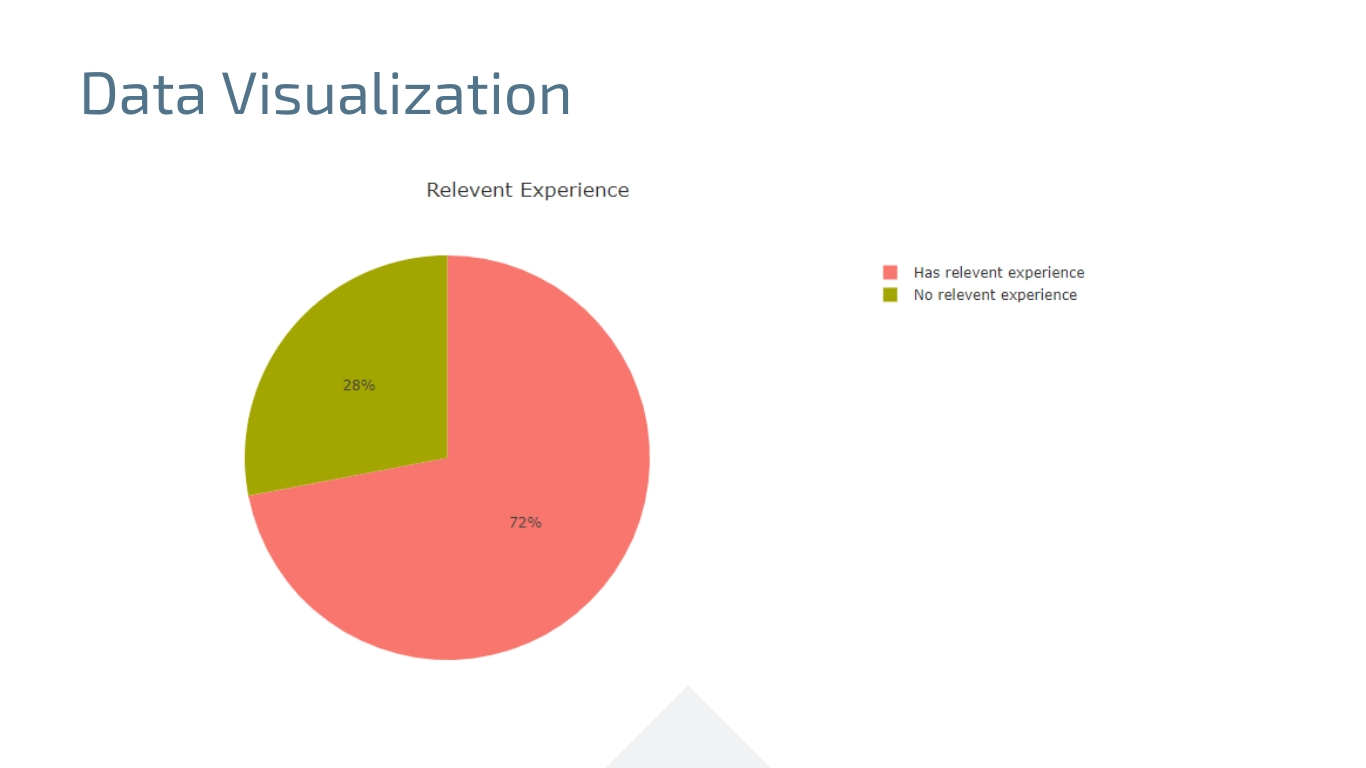 Data Visualization
Relevent Experience
Has relevent experience
No relevent experience
28%
72%